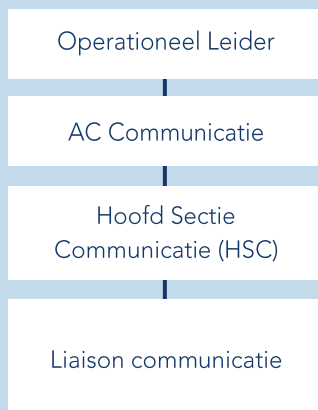 Operationeel Leider
AC Communicatie
Hoofd Sectie
Communicatie (HSC)
Liaison communicatie